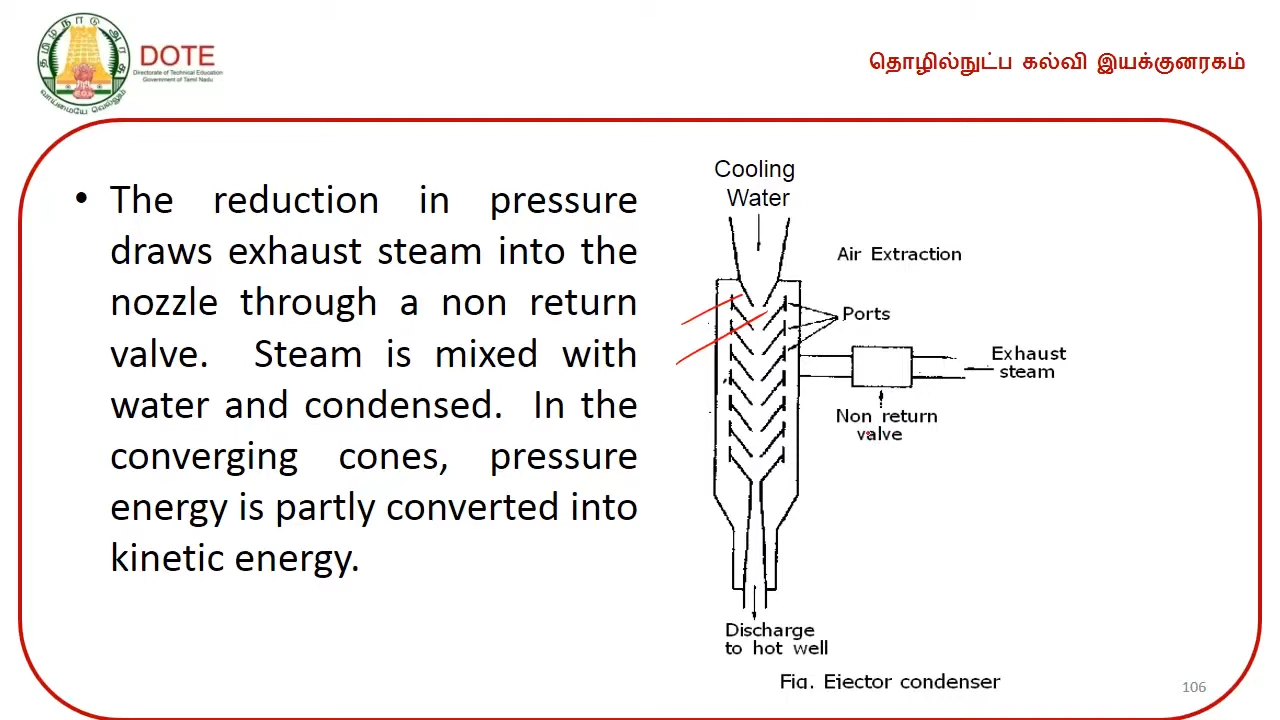 தமிழ்நாடு அரசு
வாய்மையே வெல்லும்
DOTE
Directorate of Technical Education
Government of Tamil Nadu
தொழில்நுட்ப கல்வி இயக்குனரகம்
• The reduction in pressure
draws exhaust steam into the
nozzle through a non return
valve. Steam is mixed with
water and condensed. In the
converging cones, pressure
energy is partly converted into
kinetic energy.
Cooling
Water
Air Extraction
Ports
Exhaust
steam
Non return
valve
Discharge
to hot well
Fig. Ejector condenser
106